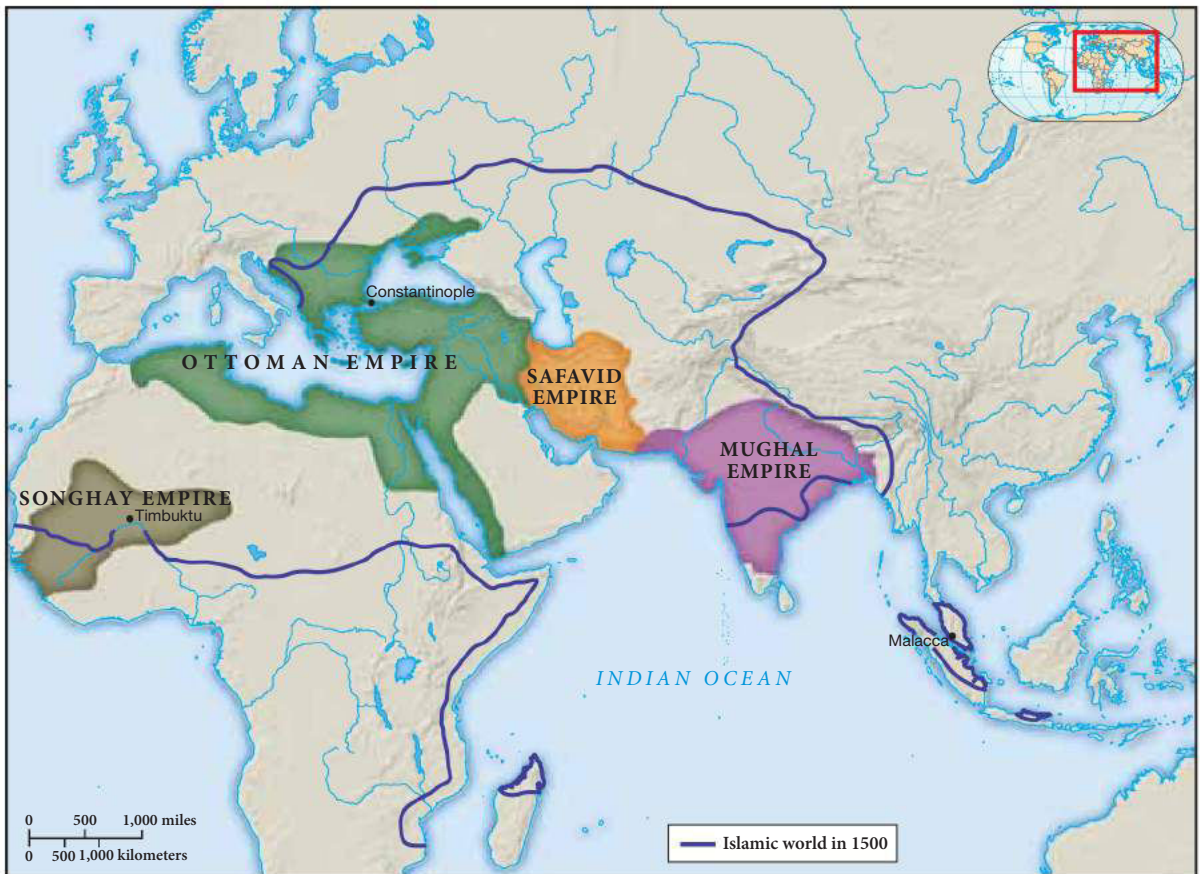 Constantinople
OTTOMAN EMPIRE
SAFAVID
EMPIRE
MUGHAL
EMPIRE
SONGHAY EMPIRE
Timbuktu
Malacca
INDIAN OCEAN
0 500 1,000 miles
0 500 1,000 kilometers
Islamic world in 1500